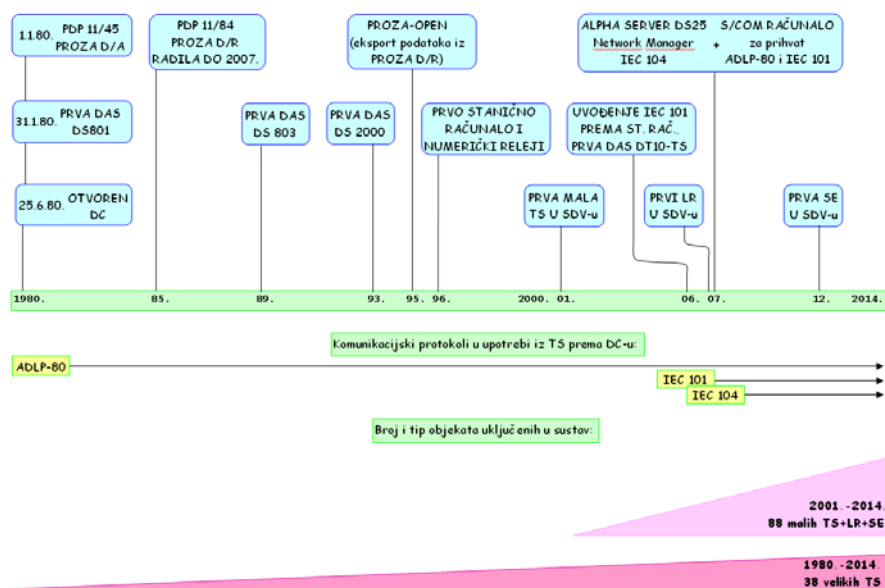 1.1.80. PDP 11/45
PROZA D/A
PDP 11/84
PROZA D/R
RADILA DO 2007.
PROZA-OPEN
(eksport podataka iz
PROZA D/R)
ALPHA SERVER DS25
Network Manager
IEC 104
+
S/COM RAČUNALO
za prihvat
ADLP-80 i IEC 101
31.1.80. PRVA DAS
DS801
PRVA DAS
DS 803
PRVA DAS
DS 2000
PRVO STANIČNO
RAČUNALO I
NUMERIČKI RELEJI
UVOĐENJE IEC 101
PREMA ST. RAČ.,
PRVA DAS DT10-TS
25.6.80. OTVOREN
DC
PRVA MALA
TS U SDV-u
PRVI LR
U SDV-u
PRVA SE
U SDV-u
1980. 85. 89. 93. 95. 96. 2000. 01. 06. 07. 12. 2014.
Komunikacijski protokoli u upotrebi iz TS prema DC-u:
ADLP-80
IEC 101
IEC 104
Broj i tip objekata uključenih u sustav:
2001.-2014.
88 malih TS+LR+SE
1980.-2014.
38 velikih TS